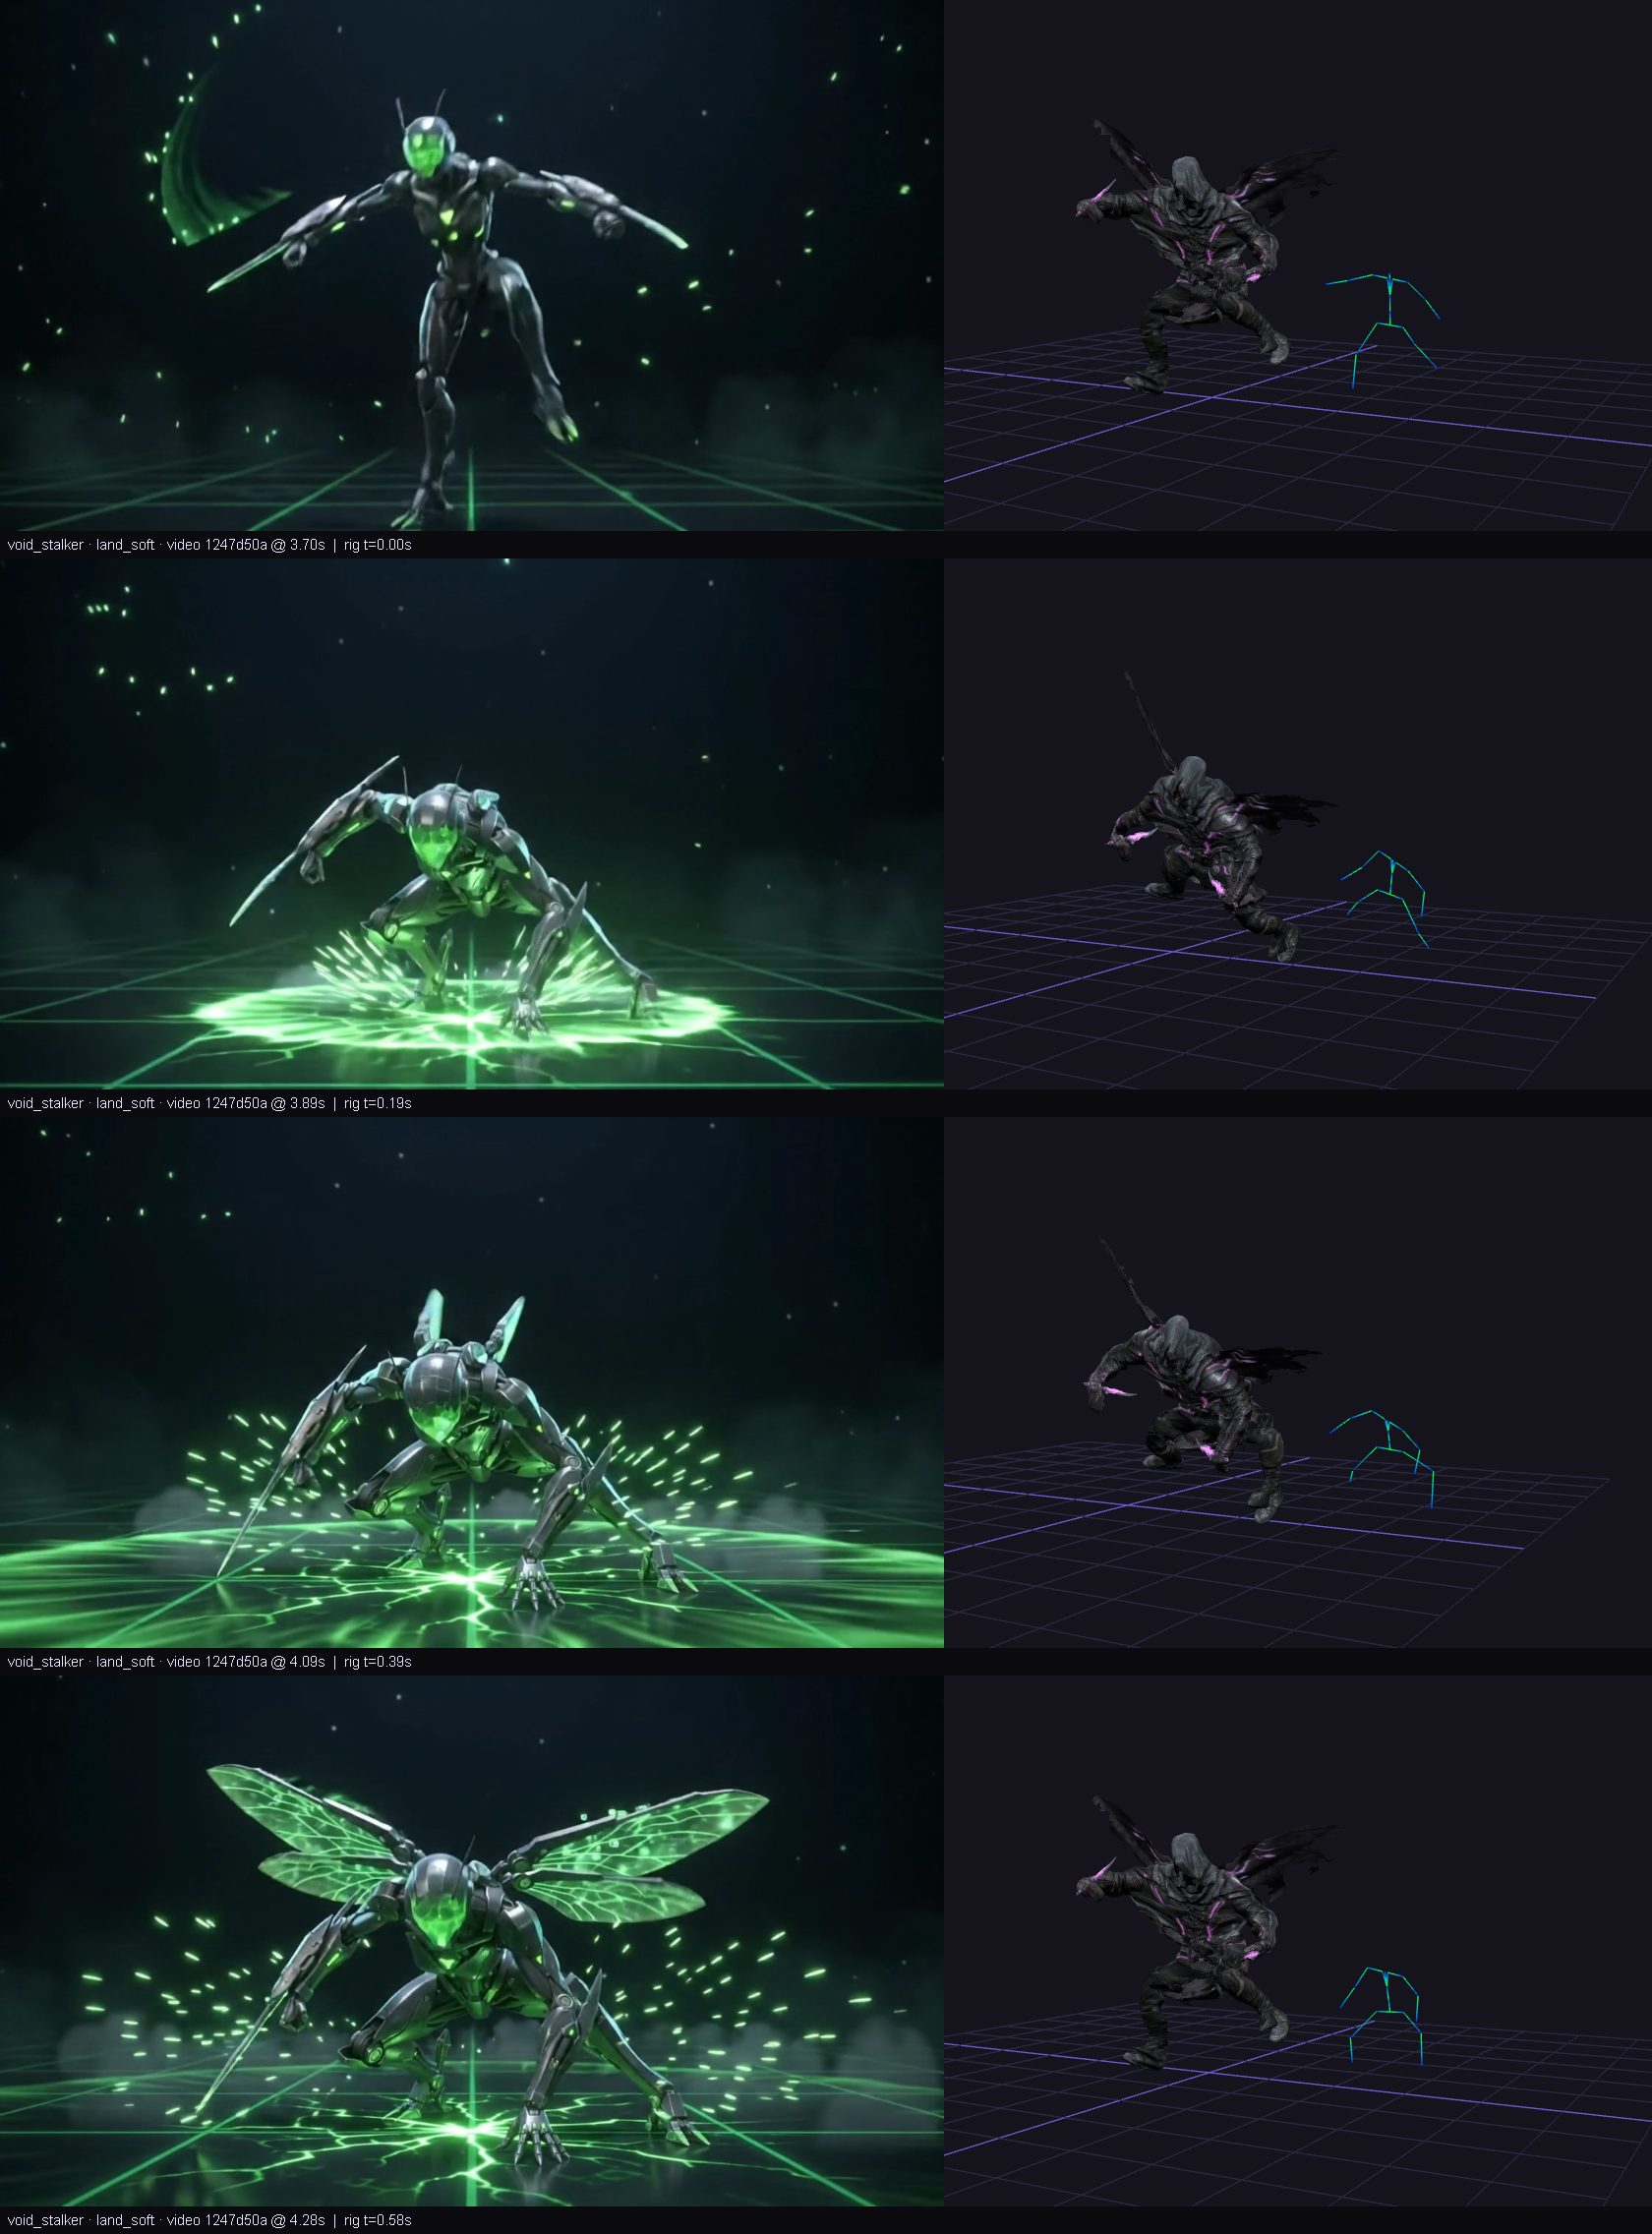 void_stalker · land_soft · video 1247d50a @ 3.70s | rig t=0.00s
void_stalker · land_soft · video 1247d50a @ 3.89s | rig t=0.19s
void_stalker · land_soft · video 1247d50a @ 4.09s | rig t=0.39s
void_stalker · land_soft · video 1247d50a @ 4.28s | rig t=0.58s